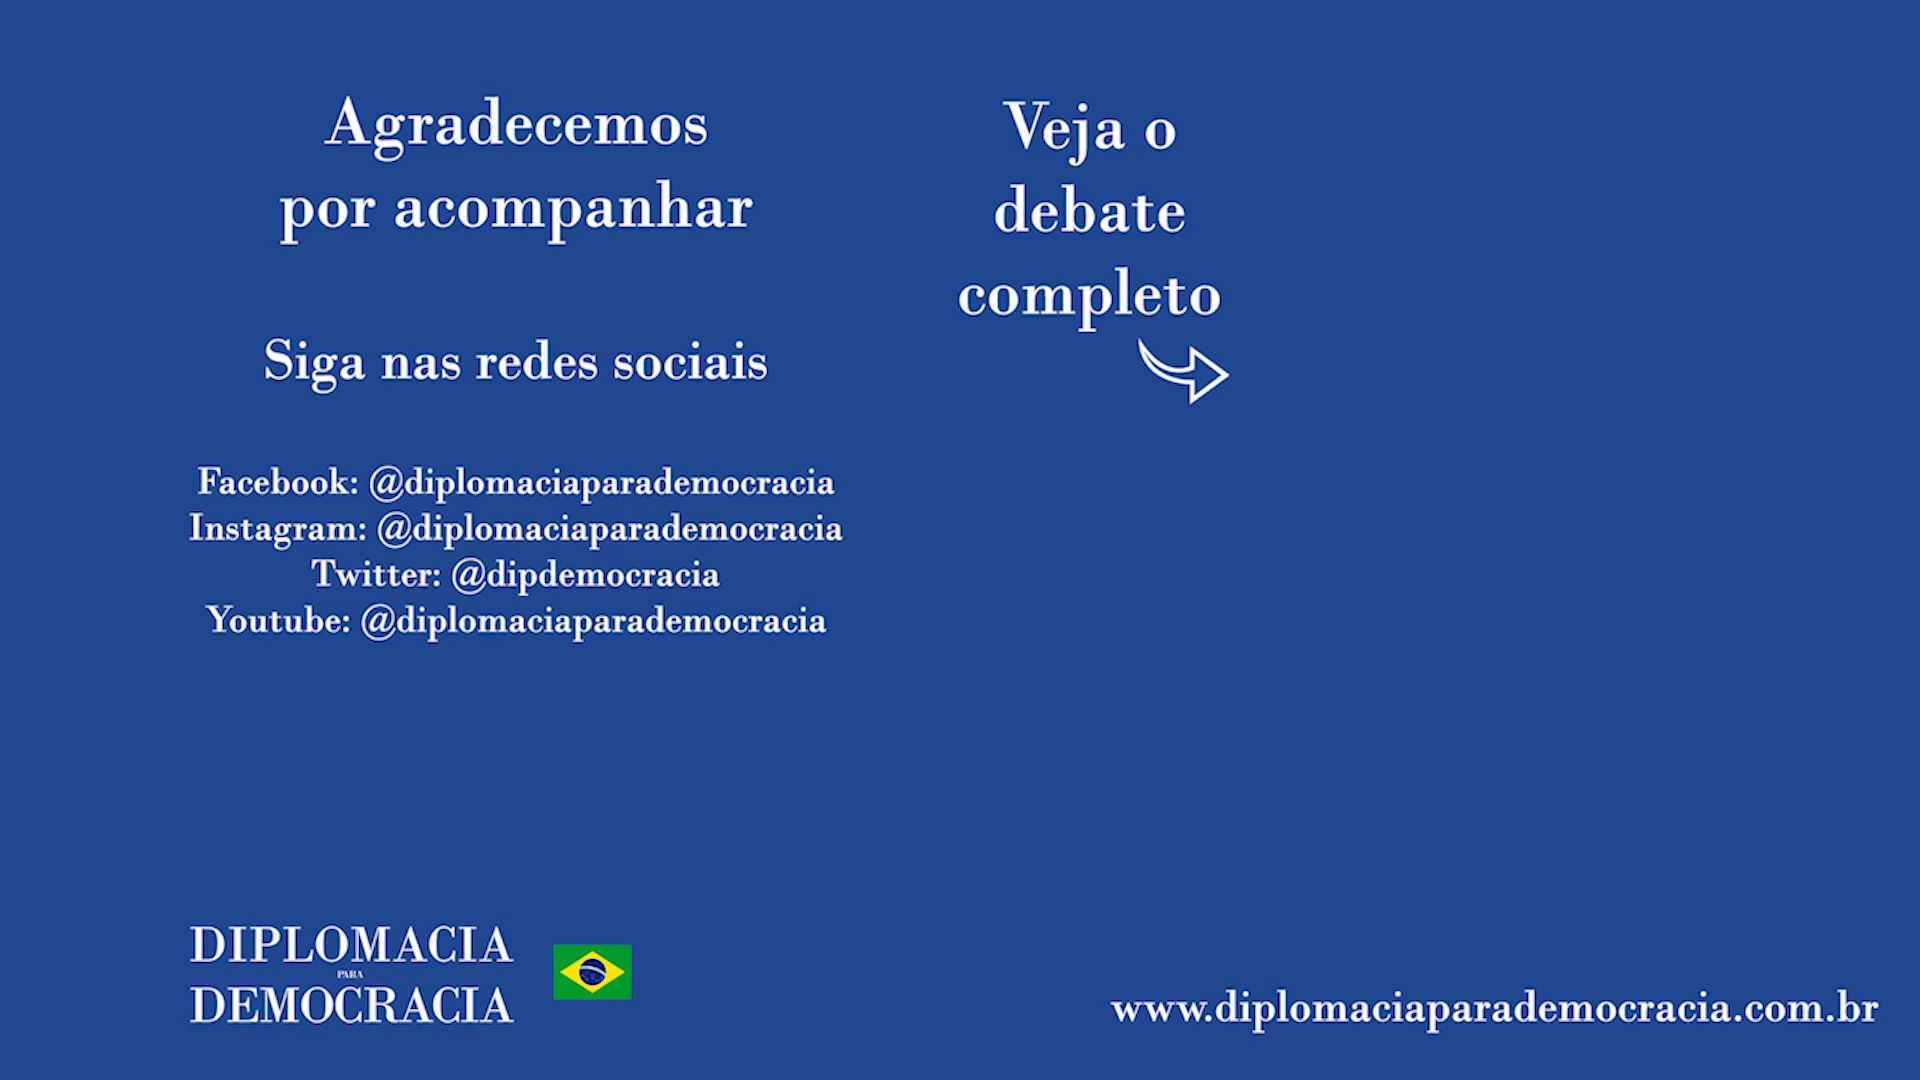 Agradecemos
por acompanhar
Siga nas redes sociais
Facebook: @diplomaciaparademocracia
Instagram: @diplomaciaparademocracia
Twitter: @dipdemocracia
Youtube: @diplomaciaparademocracia
Veja o
debate
completo
DIPLOMACIA
PARA
DEMOCRACIA
www.diplomaciaparademocracia.com.br